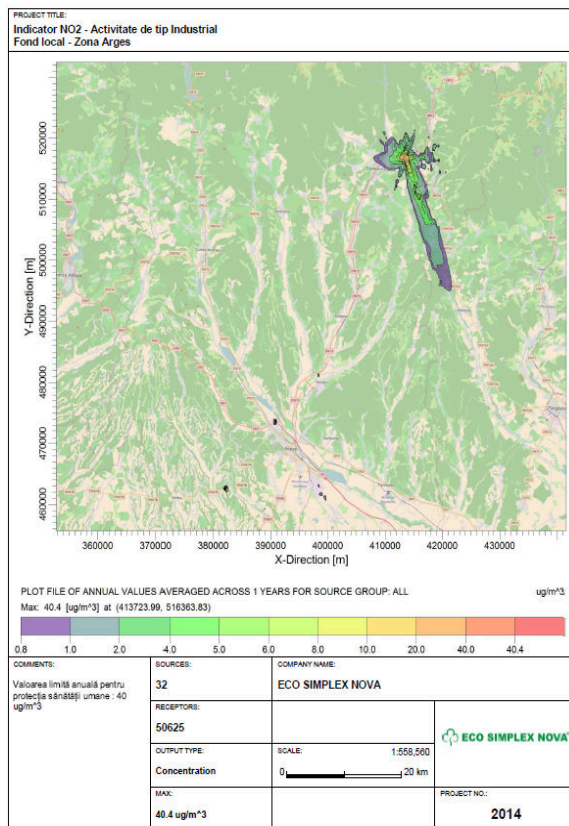 PROJECT TITLE:
Indicator NO2 - Activitate de tip Industrial
Fond local - Zona Arges
Y-Direction [m]
520000
510000
500000
490000
480000
470000
460000
360000 370000 380000 390000 400000 410000 420000 430000
X-Direction [m]
PLOT FILE OF ANNUAL VALUES AVERAGED ACROSS 1 YEARS FOR SOURCE GROUP: ALL
ug/m^3
Max: 40.4 [ug/m^3] at (413723.99, 516363.83)
0.8 1.0 2.0 4.0 5.0 6.0 8.0 10.0 20.0 40.0 40.4
COMMENTS:
Valoarea limită anuală pentru
protecția sănătății umane : 40
ug/m^3
SOURCES:
32
COMPANY NAME:
ECO SIMPLEX NOVA
RECEPTORS:
50625
OUTPUT TYPE:
Concentration
SCALE:
1:558,560
0 20 km
MAX:
40.4 ug/m^3
ECO SIMPLEX NOVA
PROJECT NO.:
2014